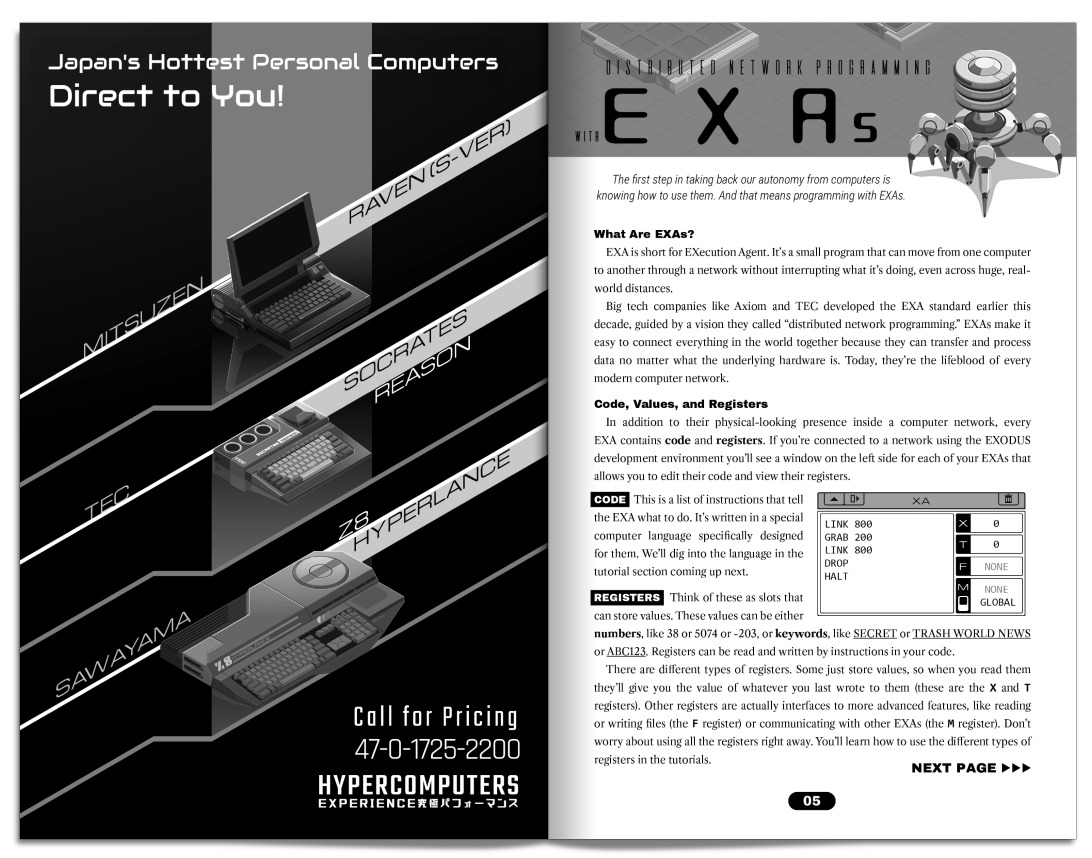 Japan's Hottest Personal Computers
Direct to You!
MITSUZEN
RAVEN (S-VER)
TEC
SOCRATES
REASON
SAWAYAMA
Z8
HYPERLANCE
Call for Pricing
47-0-1725-2200
HYPERCOMPUTERS
EXPERIENCE究極パフォーマンス
DISTRIBUTED NETWORK PROGRAMMING
WITH EXAs
The first step in taking back our autonomy from computers is
knowing how to use them. And that means programming with EXAs.
What Are EXAs?
EXA is short for EXecution Agent. It's a small program that can move from one computer
to another through a network without interrupting what it's doing, even across huge, real-
world distances.
Big tech companies like Axiom and TEC developed the EXA standard earlier this
decade, guided by a vision they called "distributed network programming." EXAs make it
easy to connect everything in the world together because they can transfer and process
data no matter what the underlying hardware is. Today, they're the lifeblood of every
modern computer network.
Code, Values, and Registers
In addition to their physical-looking presence inside a computer network, every
EXA contains code and registers. If you're connected to a network using the EXODUS
development environment you'll see a window on the left side for each of your EXAs that
allows you to edit their code and view their registers.
CODE This is a list of instructions that tell
the EXA what to do. It's written in a special
computer language specifically designed
for them. We'll dig into the language in the
tutorial section coming up next.
XA
LINK 800
GRAB 200
LINK 800
DROP
HALT
X 0
T 0
F NONE
M NONE
GLOBAL
REGISTERS Think of these as slots that
can store values. These values can be either
numbers, like 38 or 5074 or -203, or keywords, like SECRET or TRASH WORLD NEWS
or ABC123. Registers can be read and written by instructions in your code.
There are different types of registers. Some just store values, so when you read them
they'll give you the value of whatever you last wrote to them (these are the X and T
registers). Other registers are actually interfaces to more advanced features, like reading
or writing files (the F register) or communicating with other EXAs (the M register). Don't
worry about using all the registers right away. You'll learn how to use the different types of
registers in the tutorials.
NEXT PAGE ▶▶▶
05